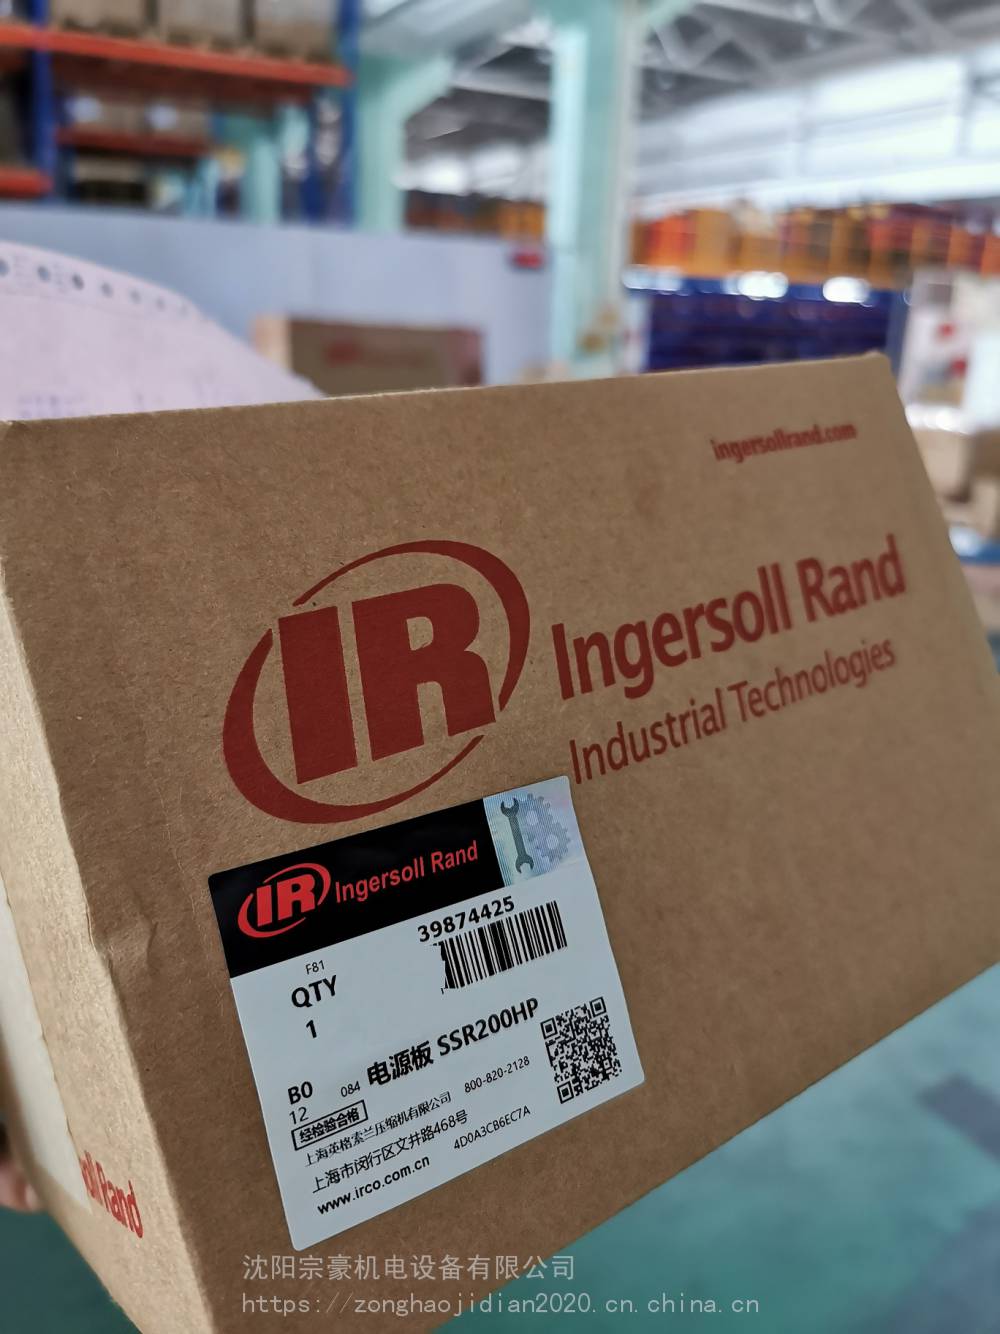 ingersollrand.com
IR
Ingersoll Rand
Industrial Technologies
IR Ingersoll Rand
39874425
F81
QTY
1
电源板 SSR200HP
B0
084
12
经检验合格
上海英格索兰压缩机有限公司 800-820-2128
上海市闵行区文井路468号
4D0A3CB6EC7A
www.irco.com.cn
oll Rand
沈阳宗豪机电设备有限公司
https://zonghaojidian2020.cn.china.cn